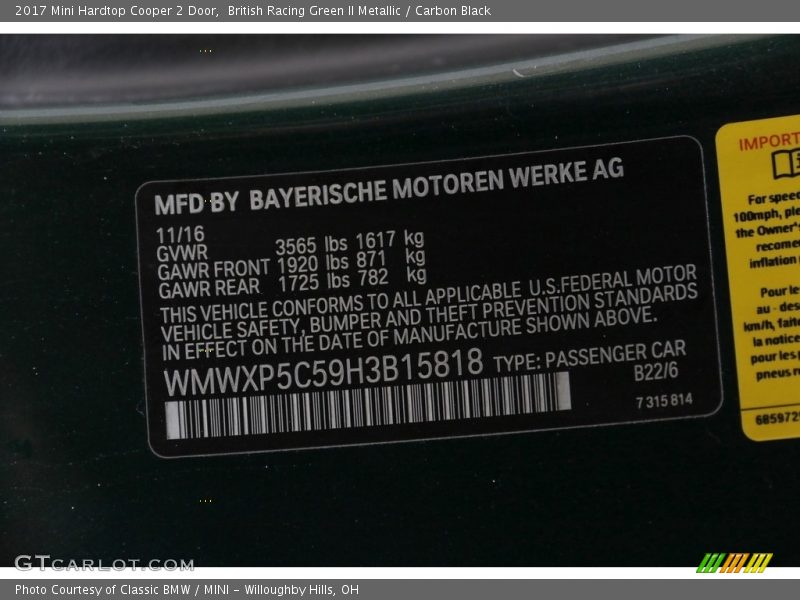 2017 Mini Hardtop Cooper 2 Door,  British Racing Green II Metallic / Carbon Black
MFD BY BAYERISCHE MOTOREN WERKE AG
11/16
GVWR 3565 lbs 1617 kg
GAWR FRONT 1920 lbs 871 kg
GAWR REAR 1725 lbs 782 kg
THIS VEHICLE CONFORMS TO ALL APPLICABLE U.S.FEDERAL MOTOR
VEHICLE SAFETY, BUMPER AND THEFT PREVENTION STANDARDS
IN EFFECT ON THE DATE OF MANUFACTURE SHOWN ABOVE.
WMWXP5C59H3B15818 TYPE: PASSENGER CAR
B22/6
7 315 814
IMPORT
For speed
100mph, ple
the Owner's
recomme
inflation
Pour le
au - des
km/h, faite
la notice
pour les p
pneus r
685972
GTCARLOT.COM
Photo Courtesy of Classic BMW / MINI - Willoughby Hills, OH